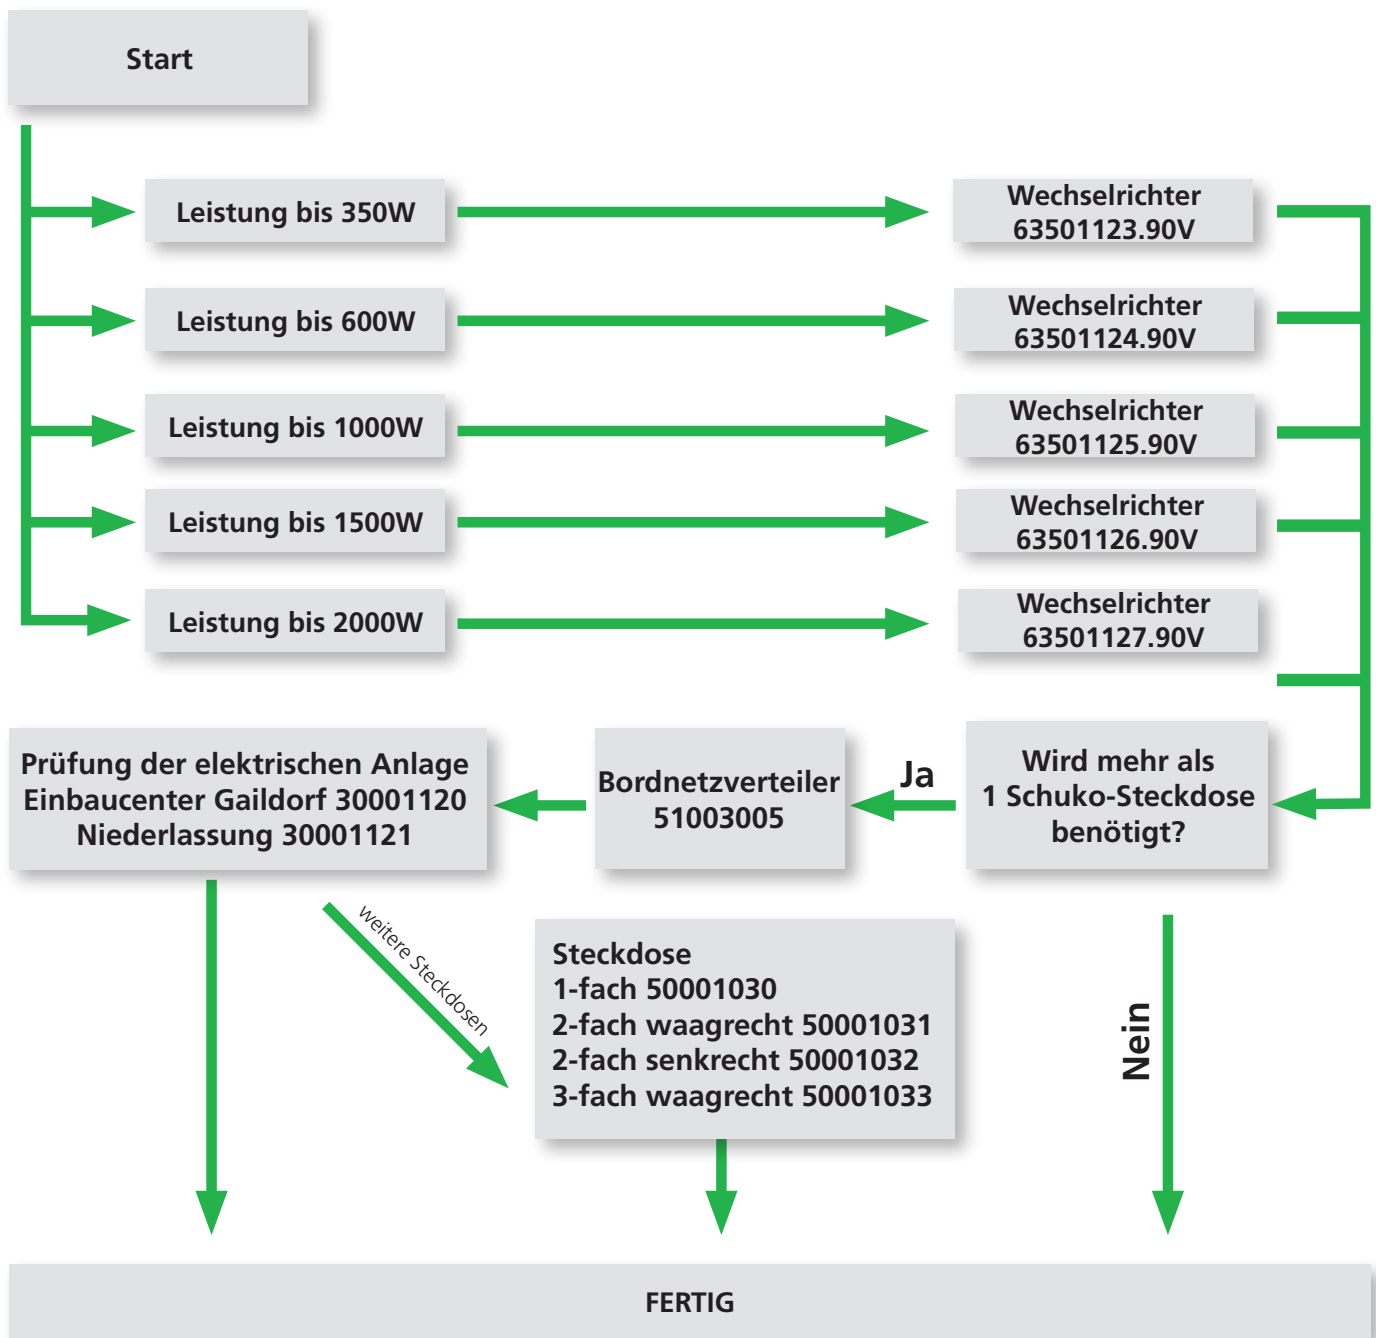 Start
Leistung bis 350W
Wechselrichter
63501123.90V
Leistung bis 600W
Wechselrichter
63501124.90V
Leistung bis 1000W
Wechselrichter
63501125.90V
Leistung bis 1500W
Wechselrichter
63501126.90V
Leistung bis 2000W
Wechselrichter
63501127.90V
Prüfung der elektrischen Anlage
Einbaucenter Gaildorf 30001120
Niederlassung 30001121
Bordnetzverteiler
51003005
Ja
Wird mehr als
1 Schuko-Steckdose
benötigt?
weitere Steckdosen
Steckdose
1-fach 50001030
2-fach waagrecht 50001031
2-fach senkrecht 50001032
3-fach waagrecht 50001033
Nein
FERTIG